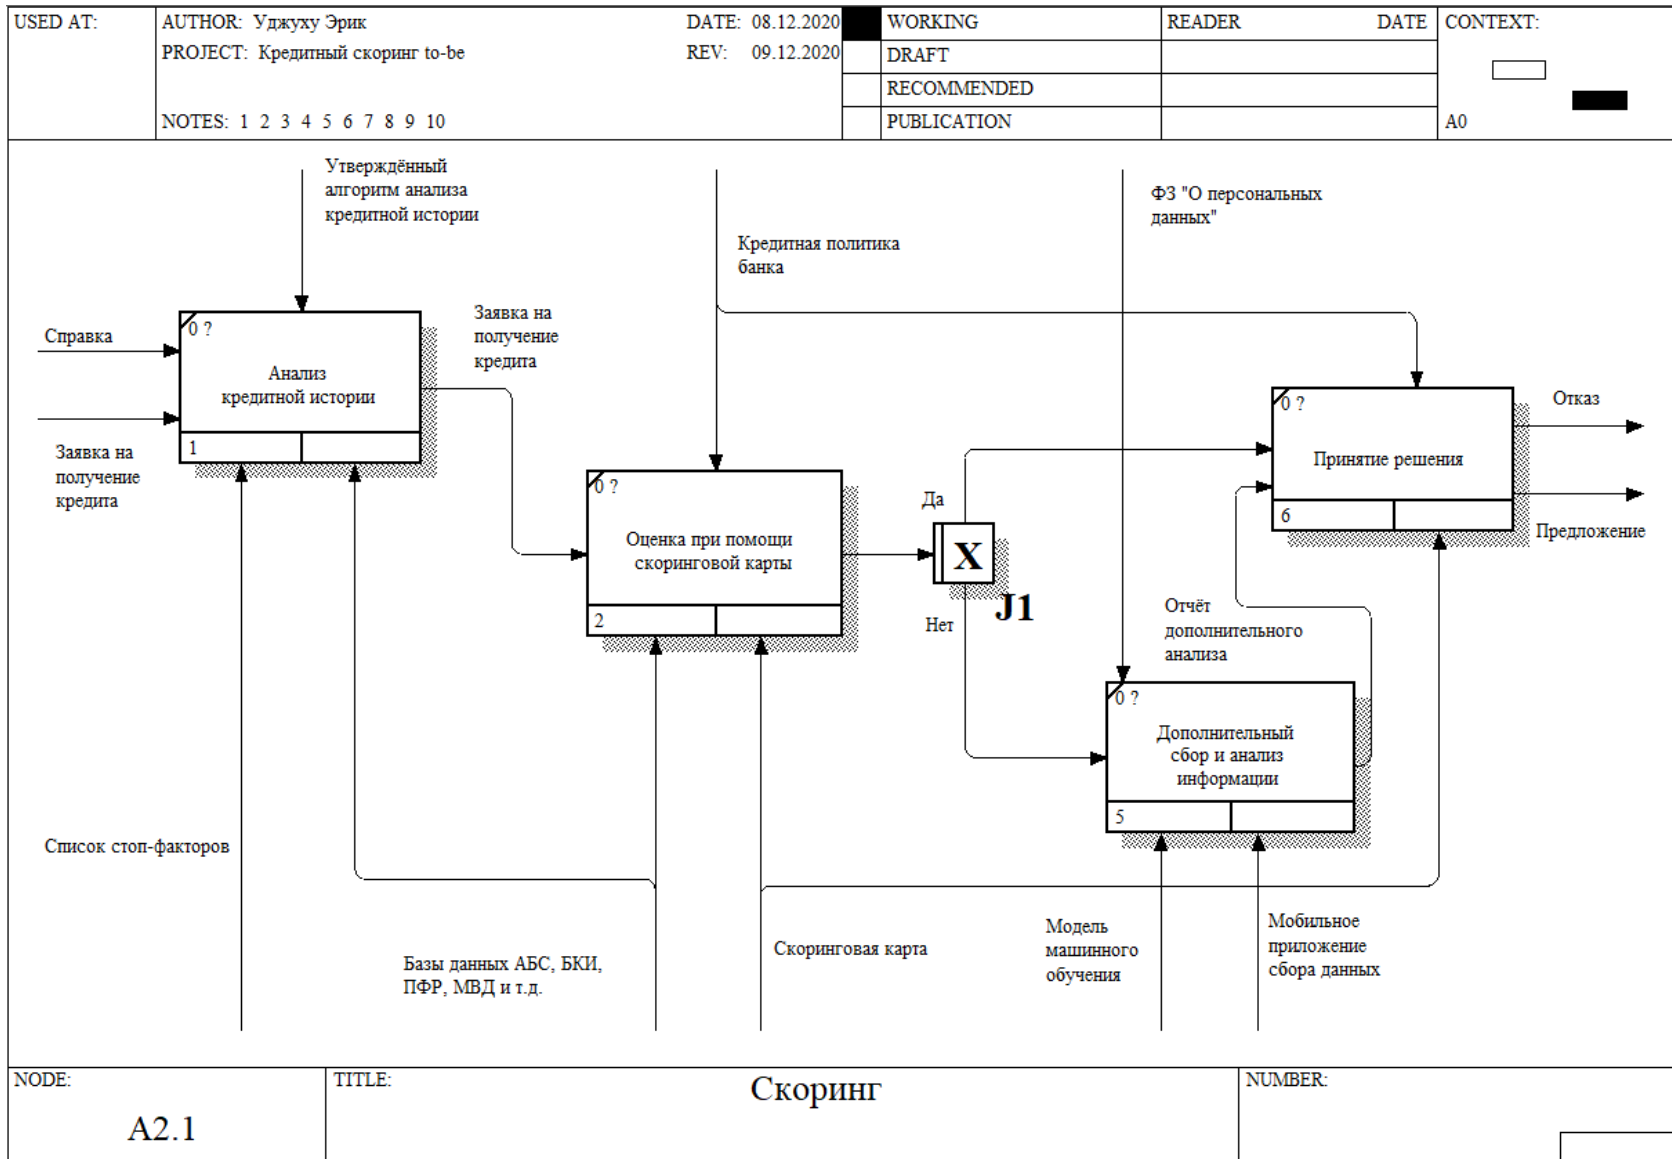 USED AT:
AUTHOR: Уджуху Эрик
DATE: 08.12.2020
WORKING
READER
DATE
CONTEXT:
PROJECT: Кредитный скоринг to-be
REV: 09.12.2020
DRAFT
RECOMMENDED
NOTES: 1 2 3 4 5 6 7 8 9 10
PUBLICATION
A0
Утверждённый
алгоритм анализа
кредитной истории
ФЗ "О персональных
данных"
Кредитная политика
банка
Справка
0 ?
Анализ
кредитной истории
1
Заявка на
получение
кредита
Заявка на
получение
кредита
0 ?
Принятие решения
6
Отказ
Предложение
0 ?
Оценка при помощи
скоринговой карты
2
Да
X
J1
Нет
Отчёт
дополнительного
анализа
0 ?
Дополнительный
сбор и анализ
информации
5
Список стоп-факторов
Базы данных АБС, БКИ,
ПФР, МВД и т.д.
Скоринговая карта
Модель
машинного
обучения
Мобильное
приложение
сбора данных
NODE:
A2.1
TITLE:
Скоринг
NUMBER: